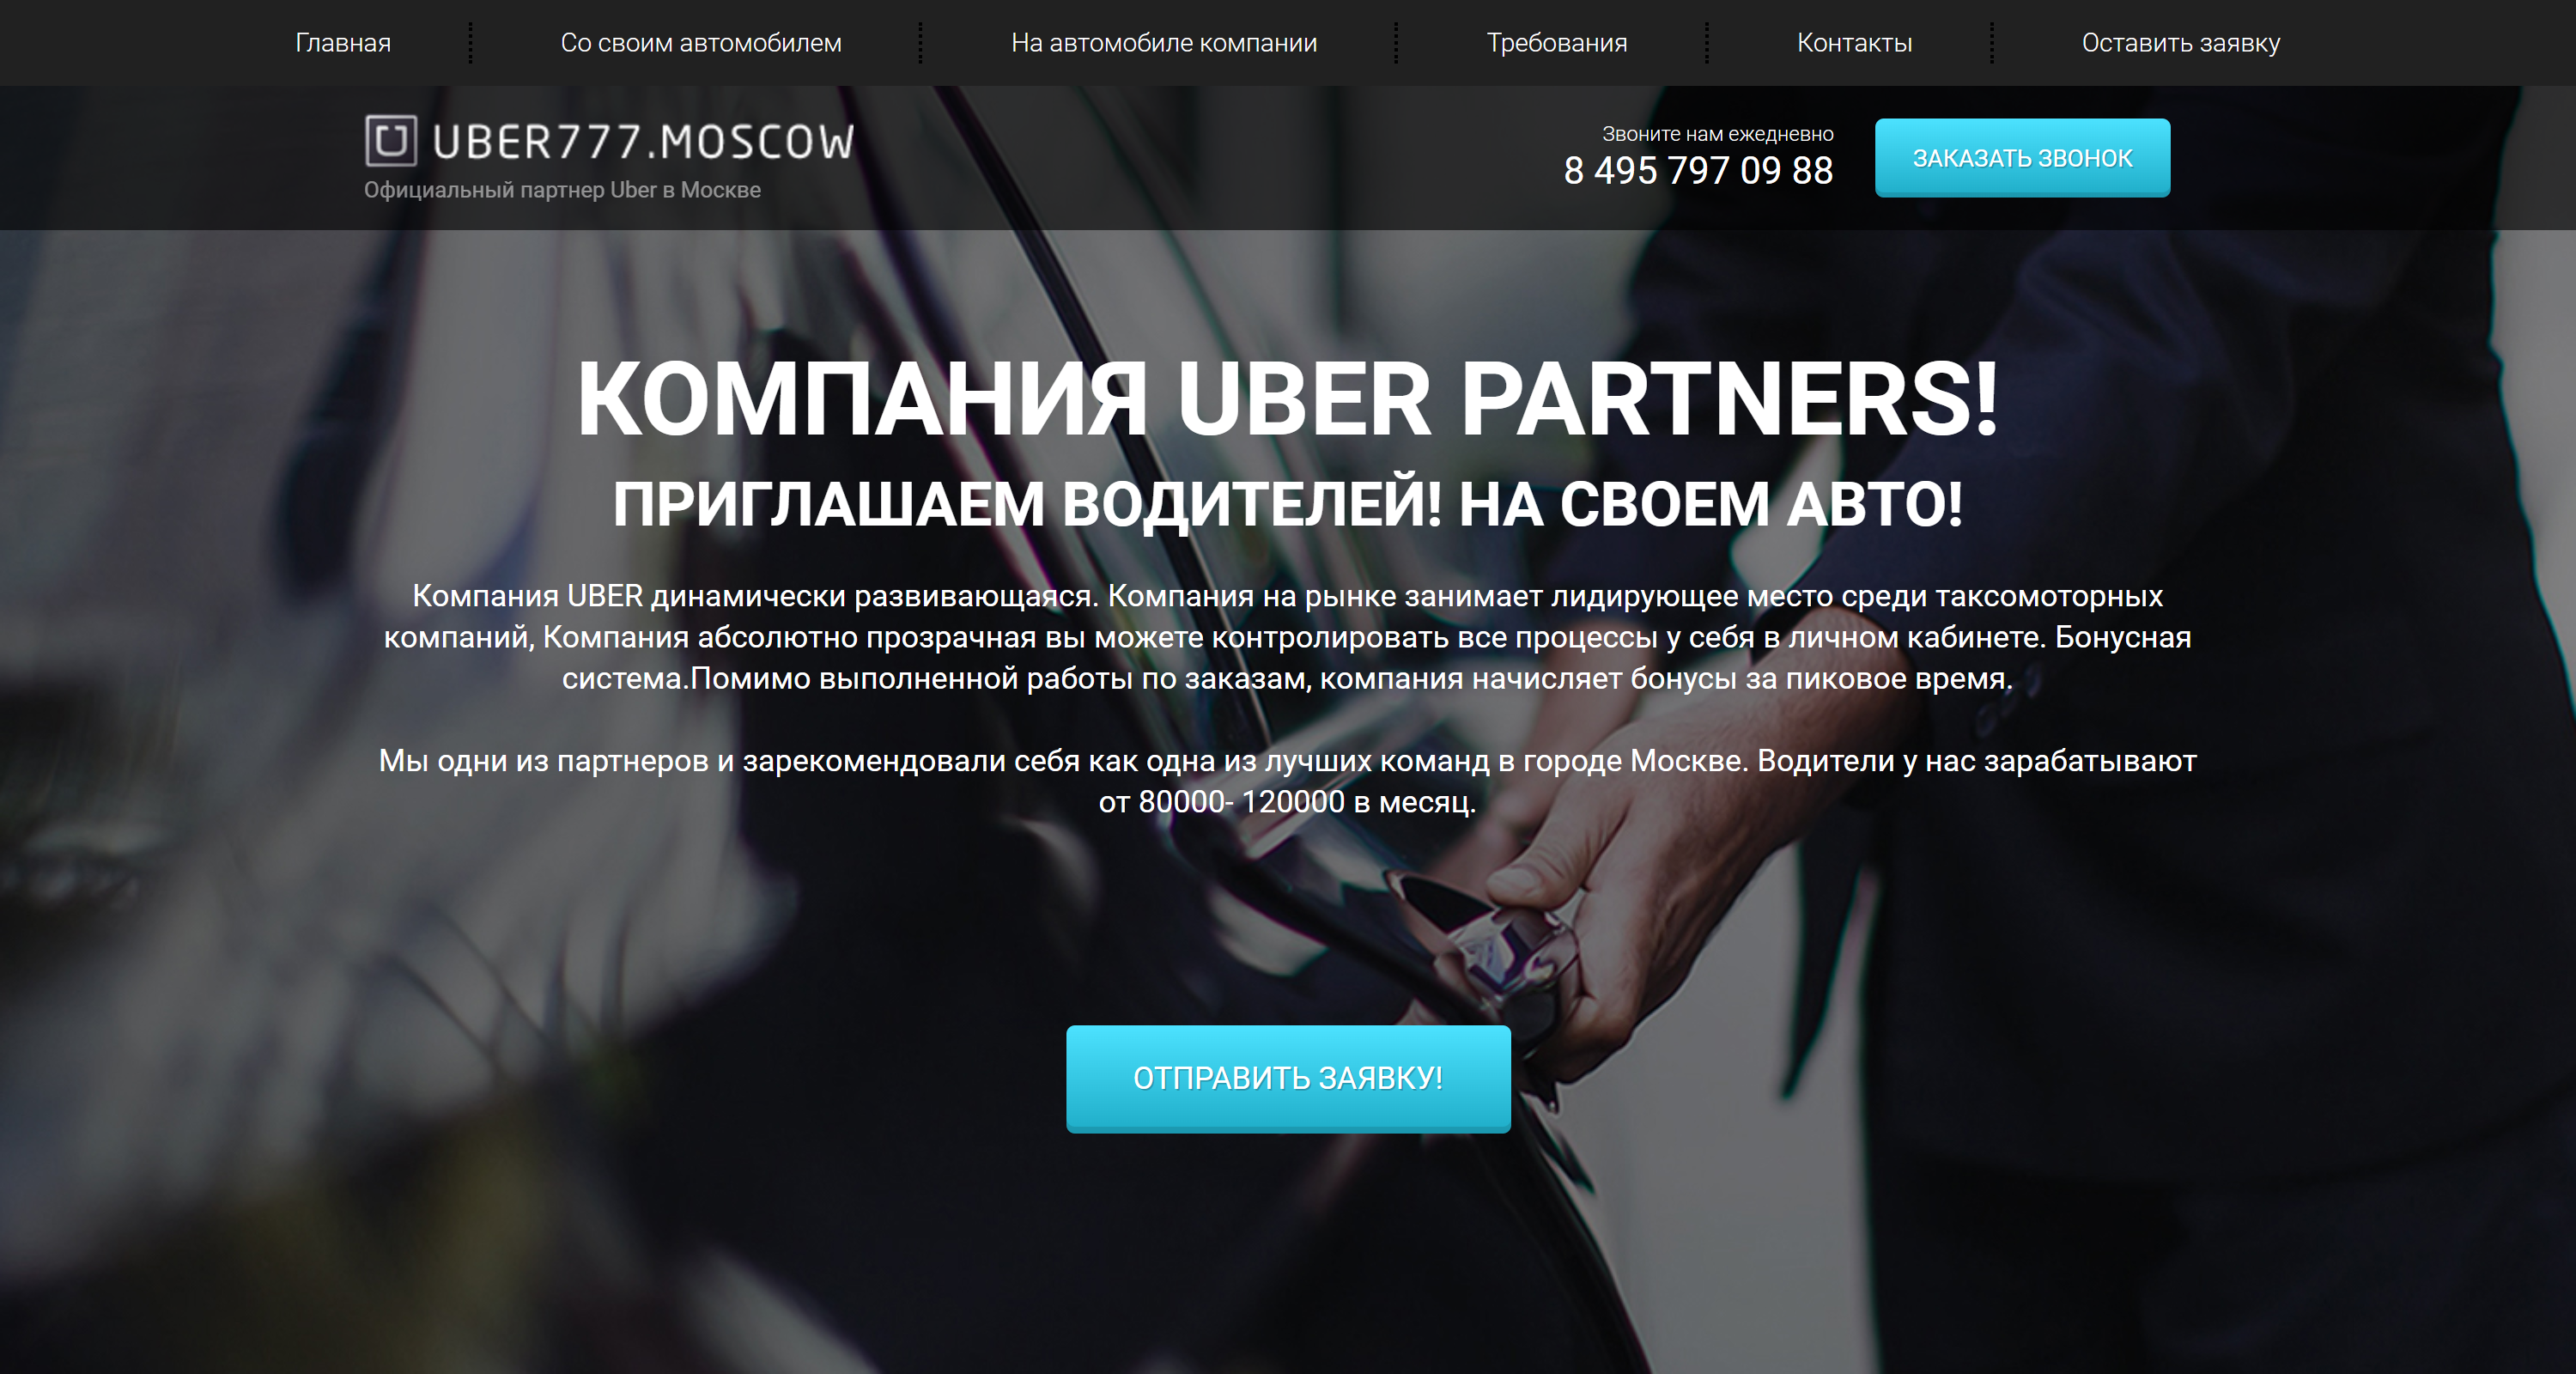 Главная
Со своим автомобилем
На автомобиле компании
Требования
Контакты
Оставить заявку
UBER777.MOSCOW
Официальный партнер Uber в Москве
Звоните нам ежедневно
8 495 797 09 88
ЗАКАЗАТЬ ЗВОНОК
КОМПАНИЯ UBER PARTNERS!
ПРИГЛАШАЕМ ВОДИТЕЛЕЙ! НА СВОЕМ АВТО!
Компания UBER динамически развивающаяся. Компания на рынке занимает лидирующее место среди таксомоторных
компаний, Компания абсолютно прозрачная вы можете контролировать все процессы у себя в личном кабинете. Бонусная
система.Помимо выполненной работы по заказам, компания начисляет бонусы за пиковое время.
Мы одни из партнеров и зарекомендовали себя как одна из лучших команд в городе Москве. Водители у нас зарабатывают
от 80000- 120000 в месяц.
ОТПРАВИТЬ ЗАЯВКУ!